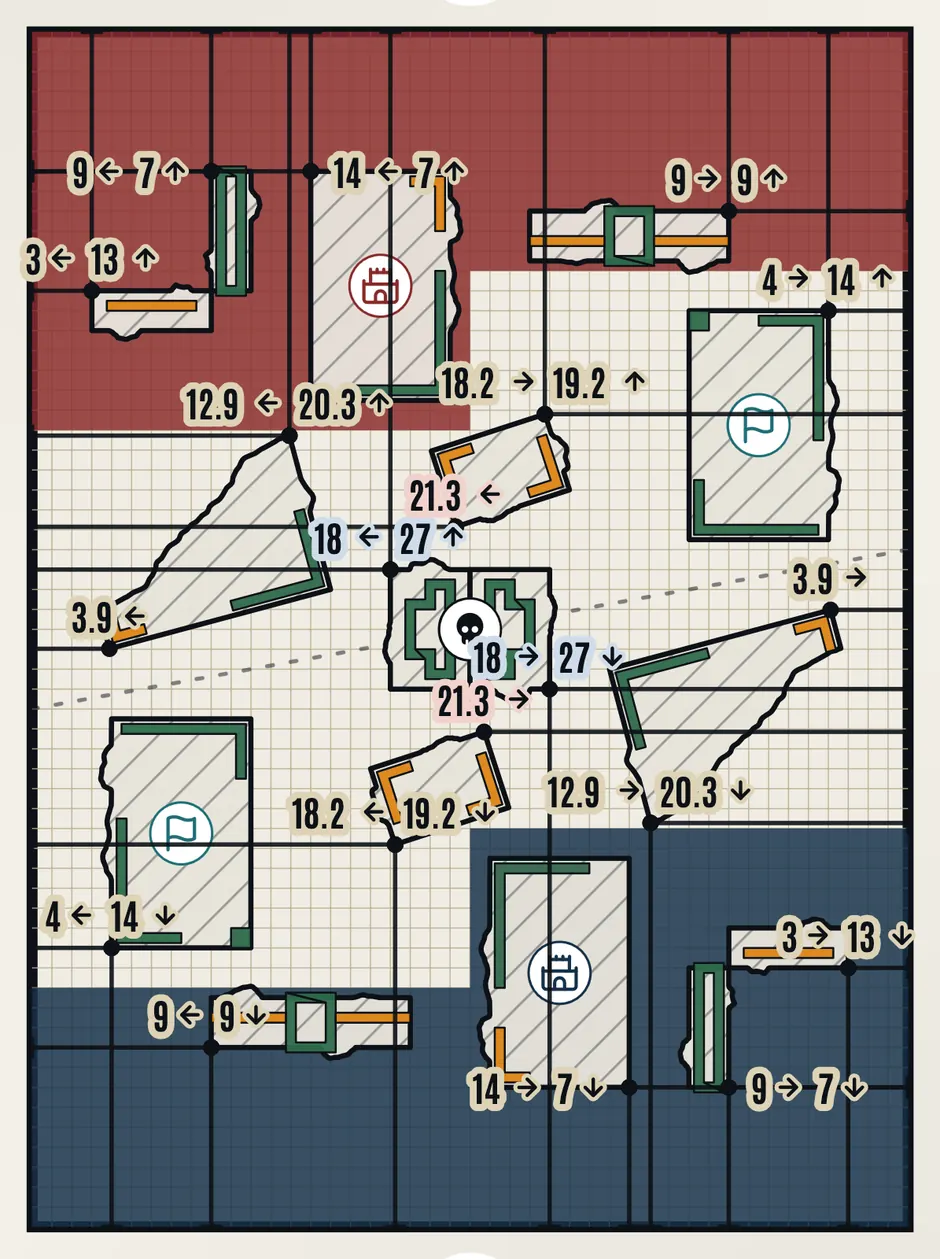 9← 7↑
14 ← 7↑
9→ 9↑
3← 13 ↑
4 → 14 ↑
18.2 → 19.2 ↑
12.9 ← 20.3 ↑
21.3 ←
18 ← 27 ↑
3.9 →
3.9 ←
18 → 27 ↓
21.3 →
12.9 → 20.3 ↓
18.2 ← 19.2 ↓
4 ← 14 ↓
3 → 13 ↓
9← 9↓
14 → 7↓
9→ 7↓